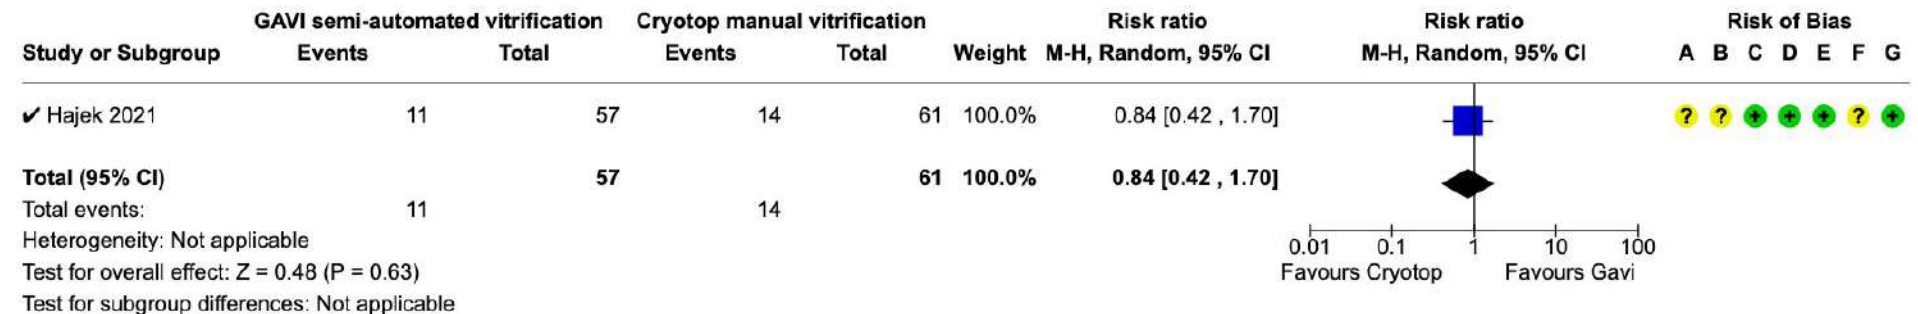 GAVI semi-automated vitrification Cryotop manual vitrification Risk ratio Risk ratio Risk of Bias
Study or Subgroup Events Total Events Total Weight M-H, Random, 95% CI M-H, Random, 95% CI A B C D E F G
✔ Hajek 2021 11 57 14 61 100.0% 0.84 [0.42 , 1.70] ? ? + + + ? +
Total (95% CI) 57 61 100.0% 0.84 [0.42 , 1.70]
Total events: 11 14
Heterogeneity: Not applicable 0.01 0.1 1 10 100
Test for overall effect: Z = 0.48 (P = 0.63) Favours Cryotop Favours Gavi
Test for subgroup differences: Not applicable